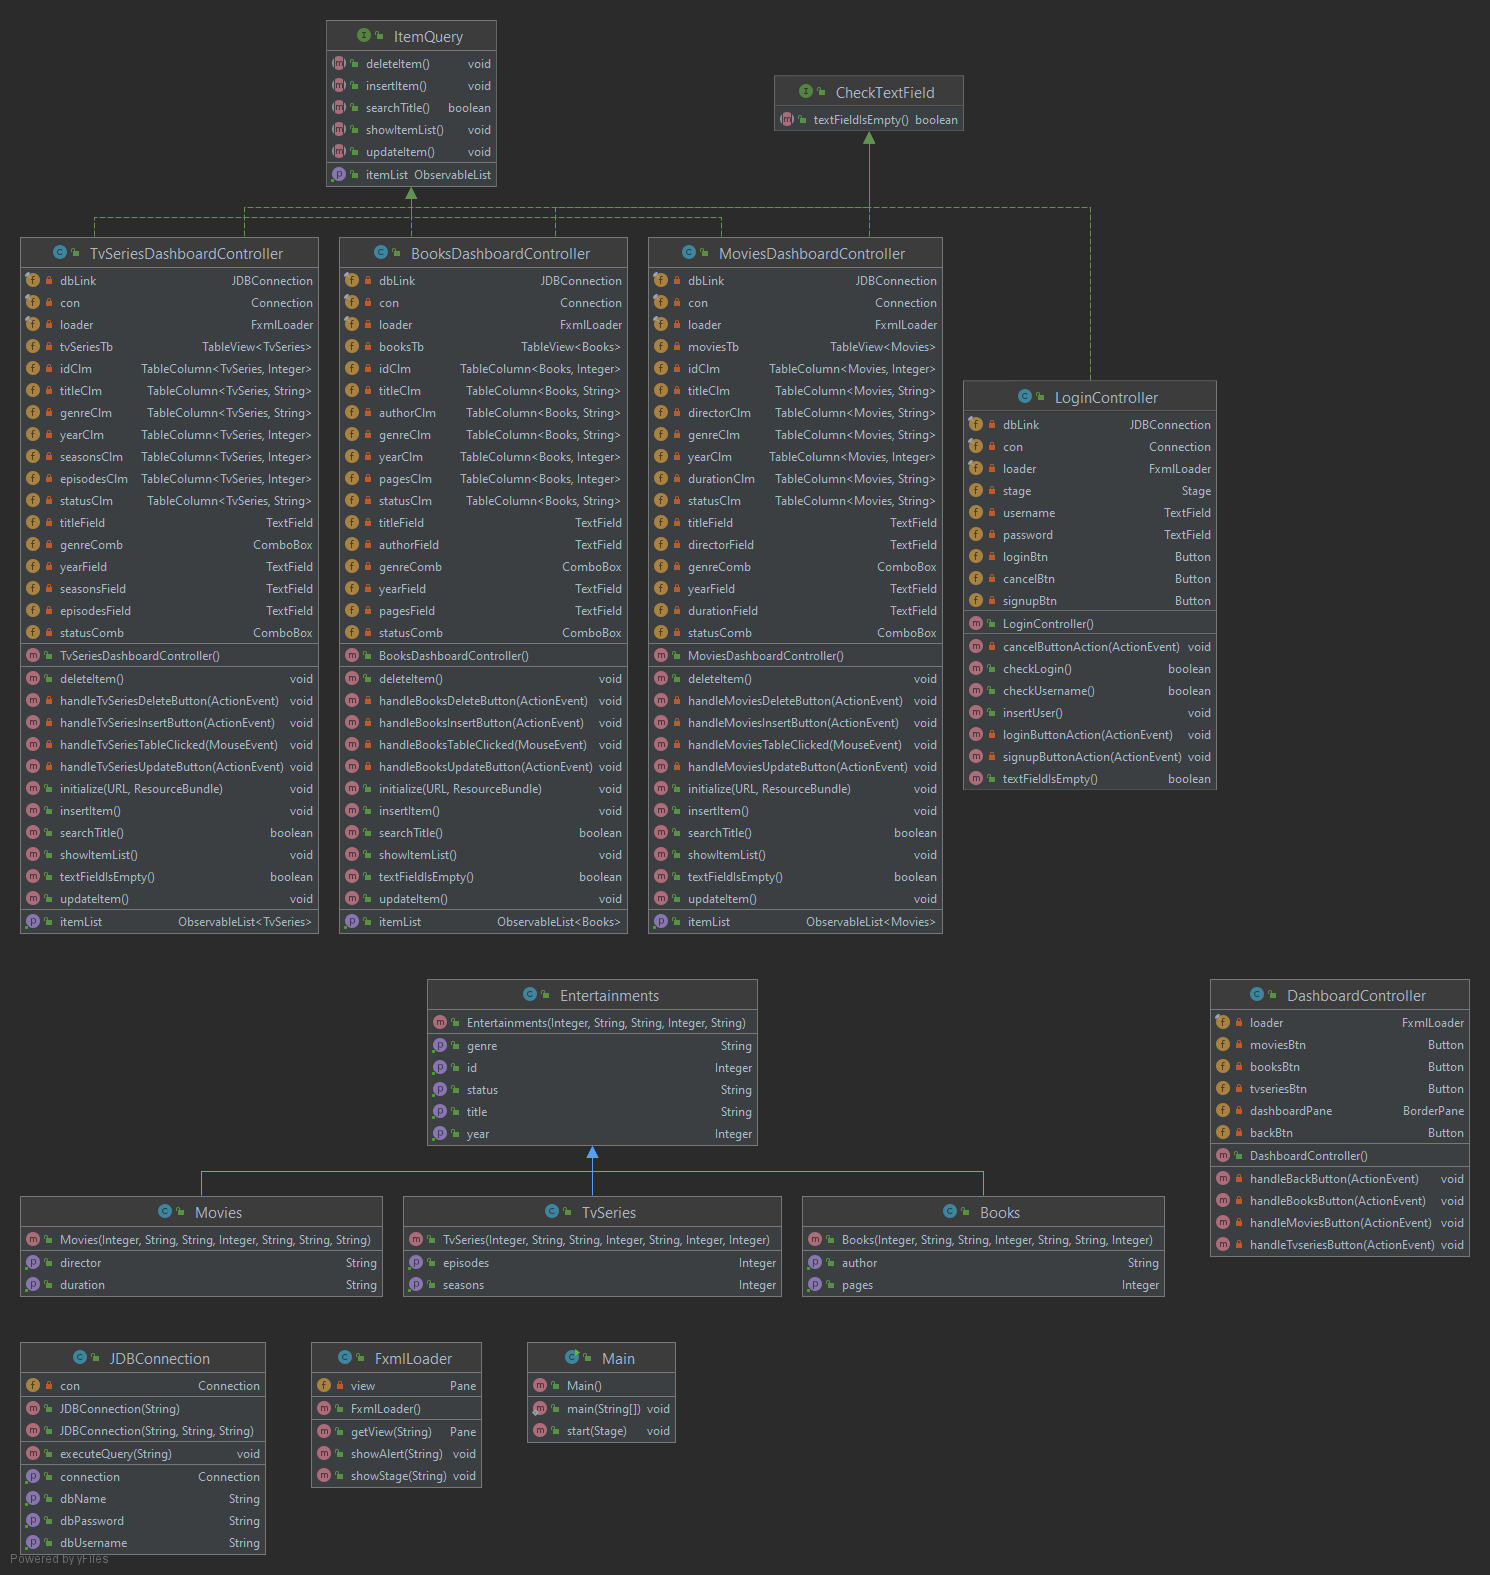 ItemQuery
deleteItem() void
insertItem() void
searchTitle() boolean
showItemList() void
updateItem() void
itemList ObservableList
CheckTextField
textFieldIsEmpty() boolean
TvSeriesDashboardController
dbLink JDBConnection
con Connection
loader FxmlLoader
tvSeriesTb TableView<TvSeries>
idClm TableColumn<TvSeries, Integer>
titleClm TableColumn<TvSeries, String>
genreClm TableColumn<TvSeries, String>
yearClm TableColumn<TvSeries, Integer>
seasonsClm TableColumn<TvSeries, Integer>
episodesClm TableColumn<TvSeries, Integer>
statusClm TableColumn<TvSeries, String>
titleField TextField
genreComb ComboBox
yearField TextField
seasonsField TextField
episodesField TextField
statusComb ComboBox
TvSeriesDashboardController()
deleteItem() void
handleTvSeriesDeleteButton(ActionEvent) void
handleTvSeriesInsertButton(ActionEvent) void
handleTvSeriesTableClicked(MouseEvent) void
handleTvSeriesUpdateButton(ActionEvent) void
initialize(URL, ResourceBundle) void
insertItem() void
searchTitle() boolean
showItemList() void
textFieldIsEmpty() boolean
updateItem() void
itemList ObservableList<TvSeries>
BooksDashboardController
dbLink JDBConnection
con Connection
loader FxmlLoader
booksTb TableView<Books>
idClm TableColumn<Books, Integer>
titleClm TableColumn<Books, String>
authorClm TableColumn<Books, String>
genreClm TableColumn<Books, String>
yearClm TableColumn<Books, Integer>
pagesClm TableColumn<Books, Integer>
statusClm TableColumn<Books, String>
titleField TextField
authorField TextField
genreComb ComboBox
yearField TextField
pagesField TextField
statusComb ComboBox
BooksDashboardController()
deleteItem() void
handleBooksDeleteButton(ActionEvent) void
handleBooksInsertButton(ActionEvent) void
handleBooksTableClicked(MouseEvent) void
handleBooksUpdateButton(ActionEvent) void
initialize(URL, ResourceBundle) void
insertItem() void
searchTitle() boolean
showItemList() void
textFieldIsEmpty() boolean
updateItem() void
itemList ObservableList<Books>
MoviesDashboardController
dbLink JDBConnection
con Connection
loader FxmlLoader
moviesTb TableView<Movies>
idClm TableColumn<Movies, Integer>
titleClm TableColumn<Movies, String>
directorClm TableColumn<Movies, String>
genreClm TableColumn<Movies, String>
yearClm TableColumn<Movies, Integer>
durationClm TableColumn<Movies, String>
statusClm TableColumn<Movies, String>
titleField TextField
directorField TextField
genreComb ComboBox
yearField TextField
durationField TextField
statusComb ComboBox
MoviesDashboardController()
deleteItem() void
handleMoviesDeleteButton(ActionEvent) void
handleMoviesInsertButton(ActionEvent) void
handleMoviesTableClicked(MouseEvent) void
handleMoviesUpdateButton(ActionEvent) void
initialize(URL, ResourceBundle) void
insertItem() void
searchTitle() boolean
showItemList() void
textFieldIsEmpty() boolean
updateItem() void
itemList ObservableList<Movies>
LoginController
dbLink JDBConnection
con Connection
loader FxmlLoader
stage Stage
username TextField
password TextField
loginBtn Button
cancelBtn Button
signupBtn Button
LoginController()
cancelButtonAction(ActionEvent) void
checkLogin() boolean
checkUsername() boolean
insertUser() void
loginButtonAction(ActionEvent) void
signupButtonAction(ActionEvent) void
textFieldIsEmpty() boolean
Entertainments
Entertainments(Integer, String, String, Integer, String)
genre String
id Integer
status String
title String
year Integer
DashboardController
loader FxmlLoader
moviesBtn Button
booksBtn Button
tvseriesBtn Button
dashboardPane BorderPane
backBtn Button
DashboardController()
handleBackButton(ActionEvent) void
handleBooksButton(ActionEvent) void
handleMoviesButton(ActionEvent) void
handleTvseriesButton(ActionEvent) void
Movies
Movies(Integer, String, String, Integer, String, String, String)
director String
duration String
TvSeries
TvSeries(Integer, String, String, Integer, String, Integer, Integer)
episodes Integer
seasons Integer
Books
Books(Integer, String, String, Integer, String, String, Integer)
author String
pages Integer
JDBConnection
con Connection
JDBConnection(String)
JDBConnection(String, String, String)
executeQuery(String) void
connection Connection
dbName String
dbPassword String
dbUsername String
FxmlLoader
view Pane
FxmlLoader()
getView(String) Pane
showAlert(String) void
showStage(String) void
Main
Main()
main(String[]) void
start(Stage) void
Powered by yFiles